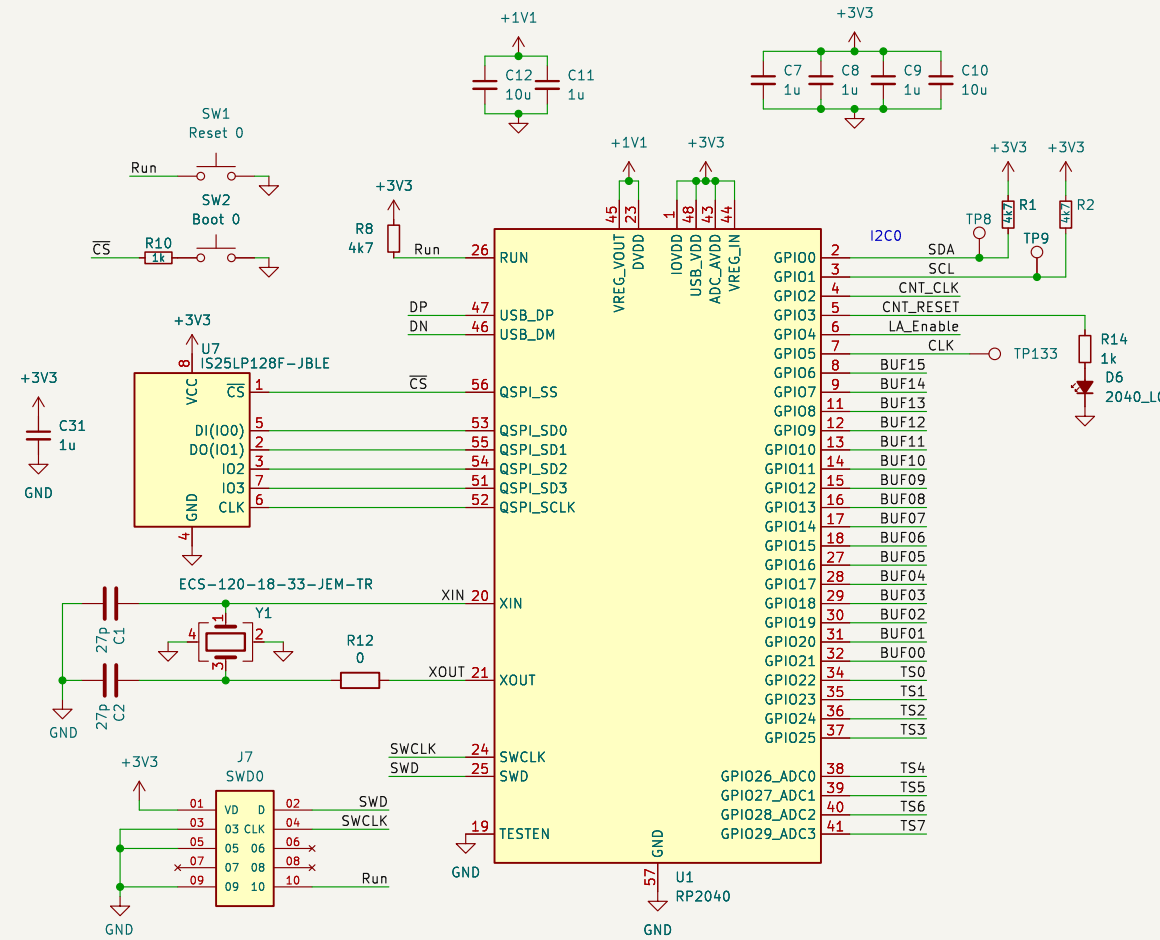 +1V1
C12
10u
C11
1u
+3V3
C7
1u
C8
1u
C9
1u
C10
10u
SW1
Reset 0
Run
SW2
Boot 0
CS
R10
1k
+3V3
R8
4k7
Run
+1V1
+3V3
45
23
1
48
43
44
VREG_VOUT
DVDD
IOVDD
USB_VDD
ADC_AVDD
VREG_IN
26
RUN
DP
47
USB_DP
DN
46
USB_DM
CS
56
QSPI_SS
53
QSPI_SD0
55
QSPI_SD1
54
QSPI_SD2
51
QSPI_SD3
52
QSPI_SCLK
XIN
20
XIN
XOUT
21
XOUT
SWCLK
24
SWCLK
SWD
25
SWD
19
TESTEN
GND
GND
57
U1
RP2040
GND
+3V3
+3V3
R1
4k7
R2
4k7
TP8
TP9
I2C0
GPIO0 2 SDA
GPIO1 3 SCL
GPIO2 4 CNT_CLK
GPIO3 5 CNT_RESET
GPIO4 6 LA_Enable
GPIO5 7 CLK
TP133
GPIO6 8 BUF15
GPIO7 9 BUF14
GPIO8 11 BUF13
GPIO9 12 BUF12
GPIO10 13 BUF11
GPIO11 14 BUF10
GPIO12 15 BUF09
GPIO13 16 BUF08
GPIO14 17 BUF07
GPIO15 18 BUF06
GPIO16 27 BUF05
GPIO17 28 BUF04
GPIO18 29 BUF03
GPIO19 30 BUF02
GPIO20 31 BUF01
GPIO21 32 BUF00
GPIO22 34 TS0
GPIO23 35 TS1
GPIO24 36 TS2
GPIO25 37 TS3
GPIO26_ADC0 38 TS4
GPIO27_ADC1 39 TS5
GPIO28_ADC2 40 TS6
GPIO29_ADC3 41 TS7
R14
1k
D6
+3V3
U7
IS25LP128F-JBLE
8
VCC
CS 1
DI(IO0) 5
DO(IO1) 2
IO2 3
IO3 7
CLK 6
GND
4
+3V3
C31
1u
GND
ECS-120-18-33-JEM-TR
Y1
1
4
2
3
27p
C1
27p
C2
GND
R12
0
+3V3
J7
SWD0
01 VD D 02 SWD
03 03 CLK 04 SWCLK
05 05 06 06
07 07 08 08
09 09 10 10 Run
GND